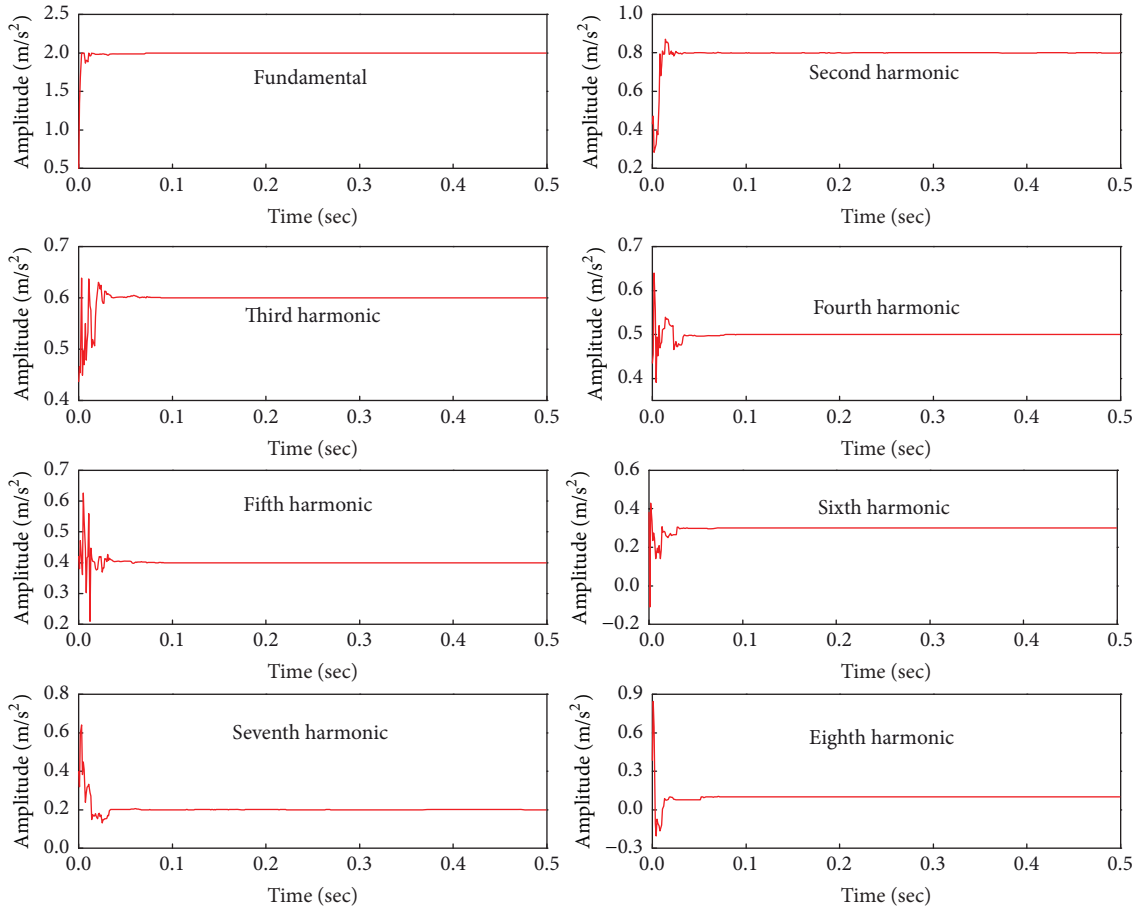 2.5
2.0
1.5
1.0
0.5
Amplitude (m/s²)
Fundamental
0.0 0.1 0.2 0.3 0.4 0.5
Time (sec)
1.0
0.8
0.6
0.4
0.2
Amplitude (m/s²)
Second harmonic
0.0 0.1 0.2 0.3 0.4 0.5
Time (sec)
0.7
0.6
0.5
0.4
Amplitude (m/s²)
Third harmonic
0.0 0.1 0.2 0.3 0.4 0.5
Time (sec)
0.7
0.6
0.5
0.4
Amplitude (m/s²)
Fourth harmonic
0.0 0.1 0.2 0.3 0.4 0.5
Time (sec)
0.7
0.6
0.5
0.4
0.3
0.2
Amplitude (m/s²)
Fifth harmonic
0.0 0.1 0.2 0.3 0.4 0.5
Time (sec)
0.6
0.4
0.2
0.0
−0.2
Amplitude (m/s²)
Sixth harmonic
0.0 0.1 0.2 0.3 0.4 0.5
Time (sec)
0.8
0.6
0.4
0.2
0.0
Amplitude (m/s²)
Seventh harmonic
0.0 0.1 0.2 0.3 0.4 0.5
Time (sec)
0.9
0.6
0.3
0.0
−0.3
Amplitude (m/s²)
Eighth harmonic
0.0 0.1 0.2 0.3 0.4 0.5
Time (sec)